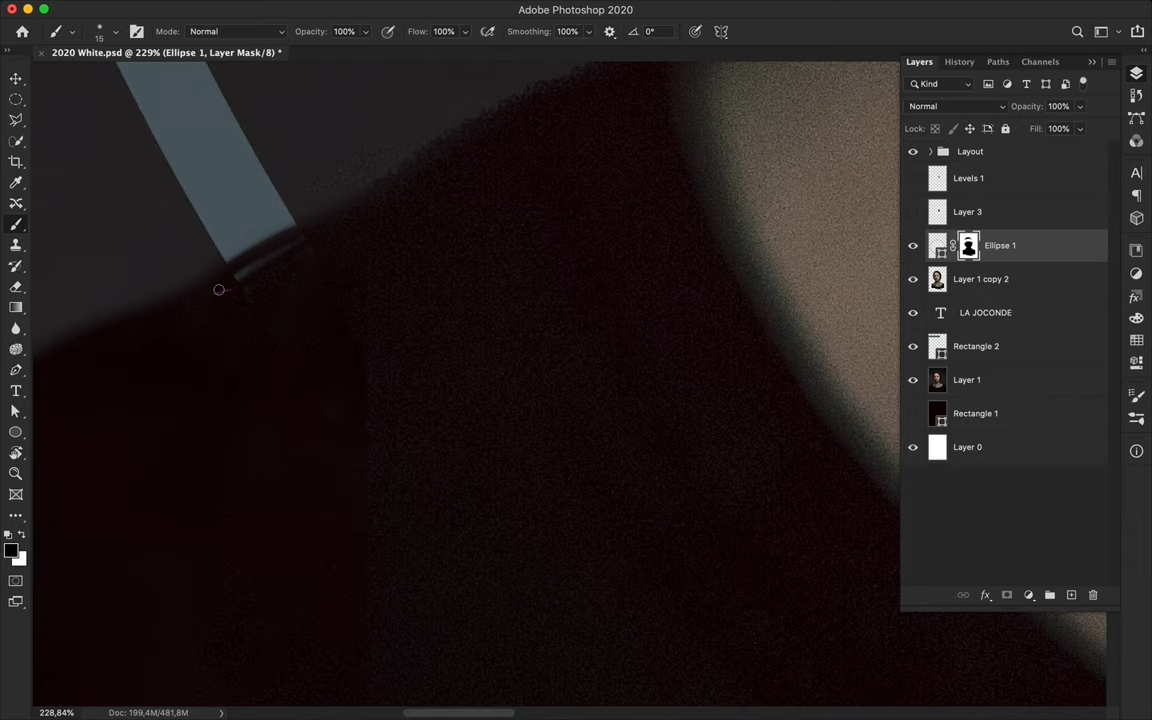 Adobe Photoshop 2020
15
Mode: Normal
Opacity: 100%
Flow: 100%
Smoothing: 100%
0°
2020 White.psd @ 229% (Ellipse 1, Layer Mask/8) *
Layers
History
Paths
Channels
Kind
Normal
Opacity: 100%
Lock:
Fill: 100%
Layout
Levels 1
Layer 3
Ellipse 1
Layer 1 copy 2
LA JOCONDE
Rectangle 2
Layer 1
Rectangle 1
Layer 0
228,84%
Doc: 199,4M/481,8M